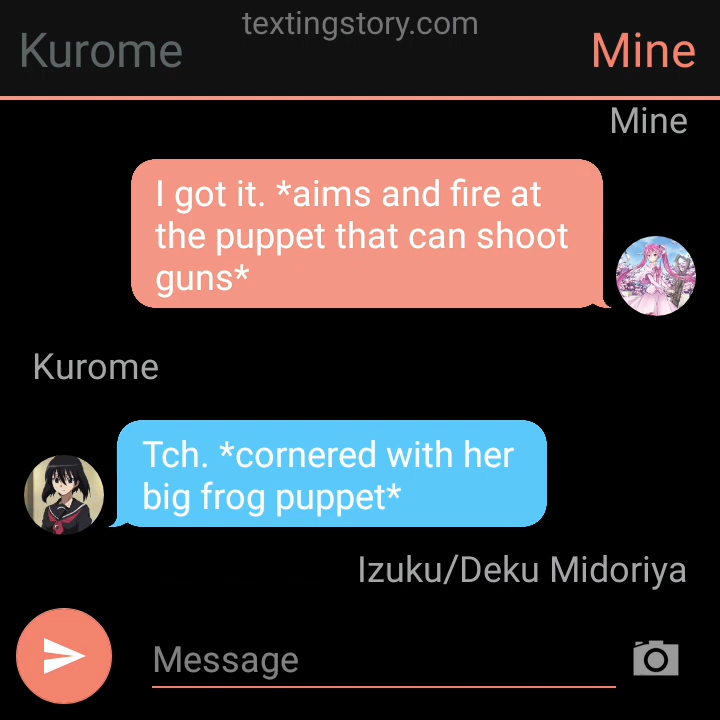 textingstory.com
Kurome
Mine
Mine
I got it. *aims and fire at
the puppet that can shoot
guns*
Kurome
Tch. *cornered with her
big frog puppet*
Izuku/Deku Midoriya
Message